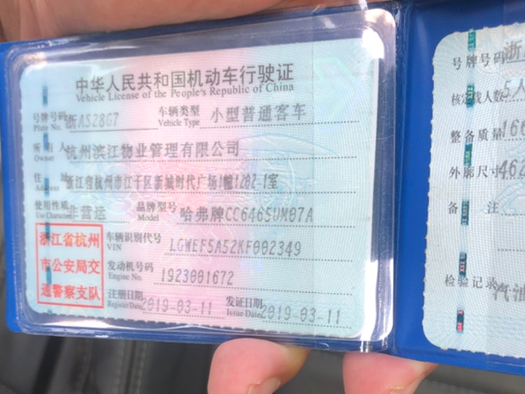 中华人民共和国机动车行驶证
Vehicle License of the People's Republic of China
号牌号码 浙AS28G7 车辆类型 小型普通客车
Plate No. Vehicle Type
所有人 杭州滨江物业管理有限公司
Owner
住址 浙江省杭州市江干区新城时代广场1幢1202-1室
使用性质 非营运 品牌型号 哈弗牌CC646SUM07A
Use Character Model
浙江省杭州
市公安局交
通警察支队
车辆识别代号 LGWEF5A52KF002349
VIN
发动机号码 1923001672
Engine No.
注册日期 2019-03-11 发证日期 2019-03-11
Register Date Issue Date
号牌号码 浙
核定载人数 5人
整备质量
外廓尺寸
备注
检验记录
汽油